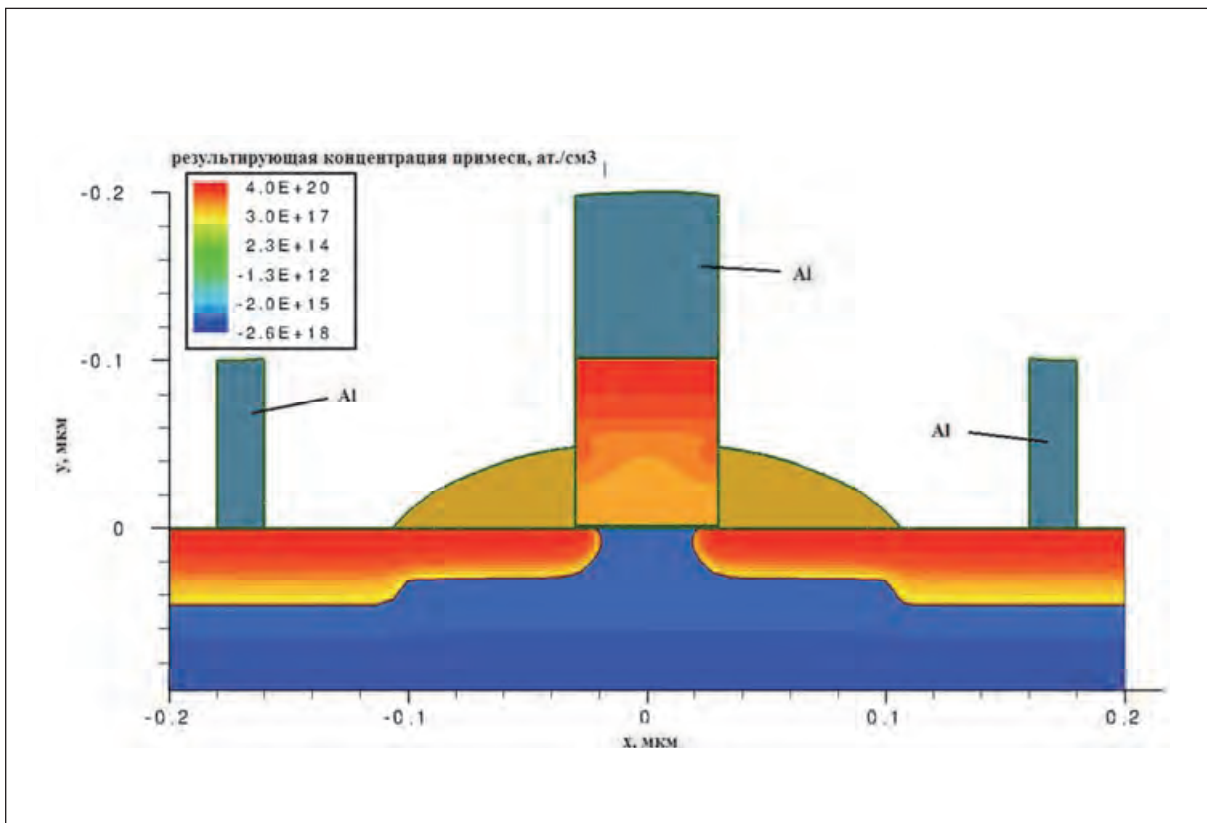 результирующая концентрация примеси, ат./см3
4.0E+20
3.0E+17
2.3E+14
-1.3E+12
-2.0E+15
-2.6E+18
-0.2
-0.1
0
y, мкм
Al
Al
Al
-0.2
-0.1
0
0.1
0.2
x, мкм